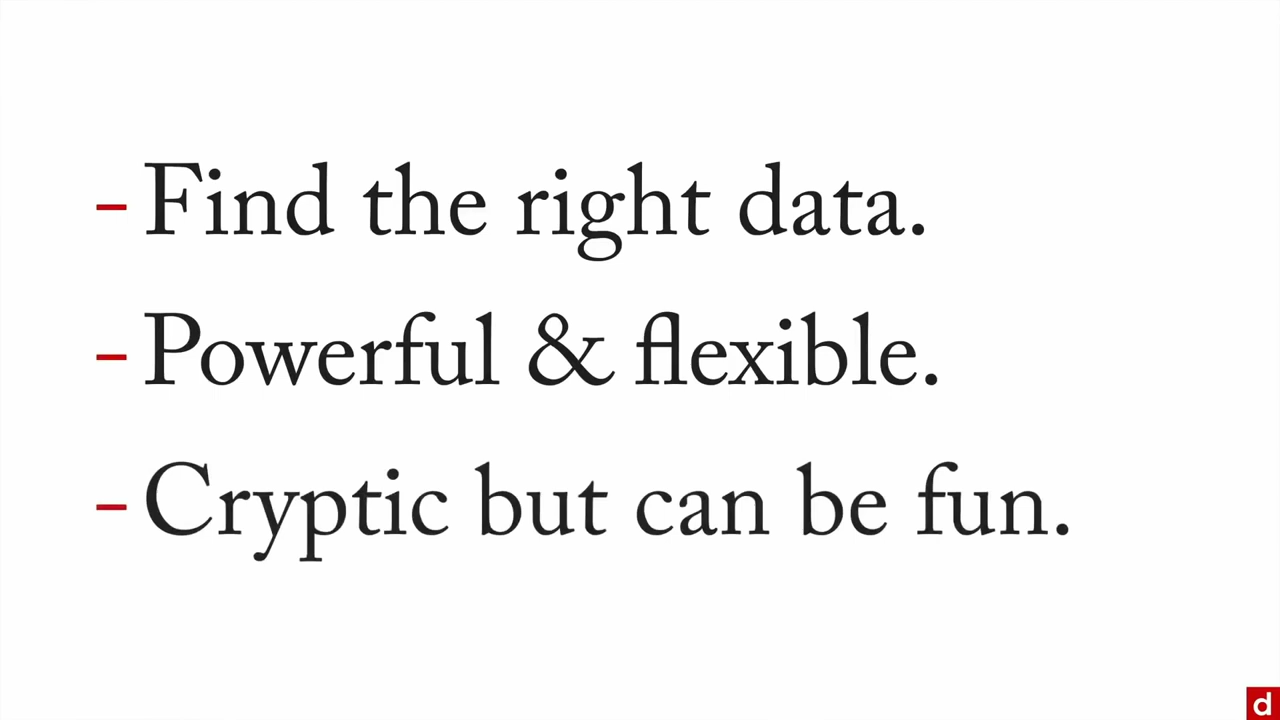 - Find the right data.
- Powerful & flexible.
- Cryptic but can be fun.
d